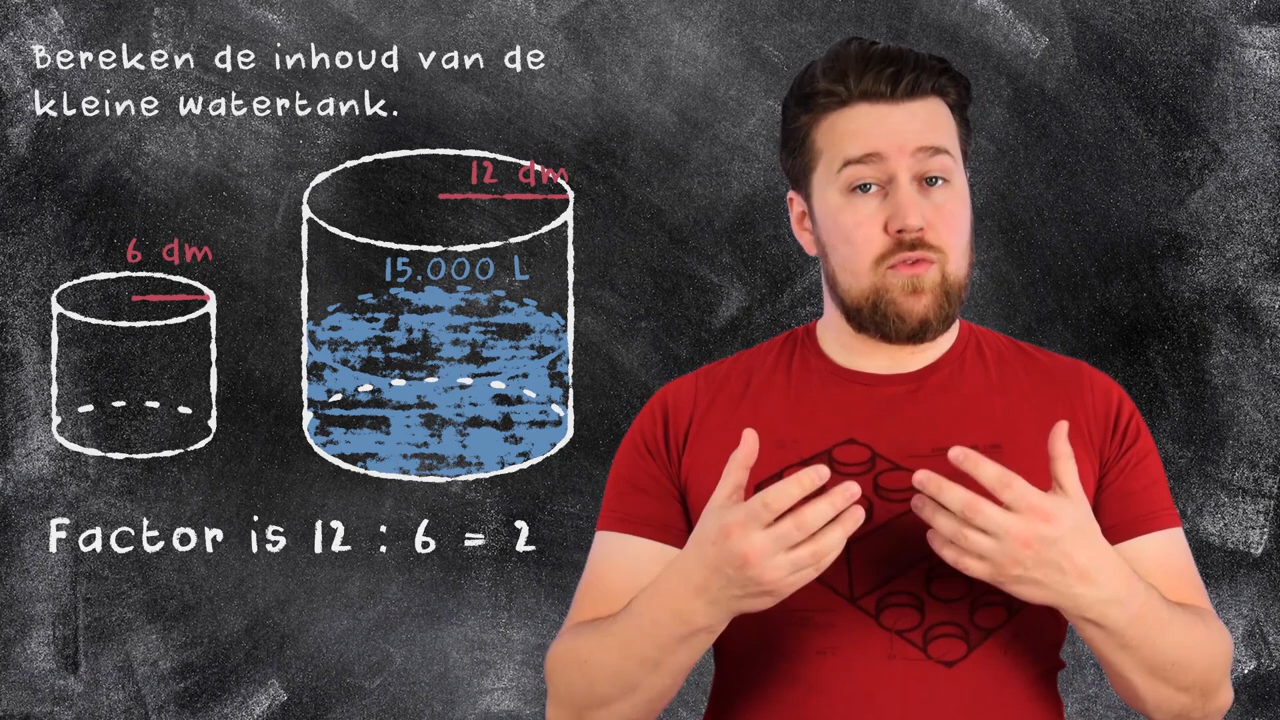 Bereken de inhoud van de
kleine watertank.
12 dm
6 dm
15.000 L
Factor is 12 : 6 = 2